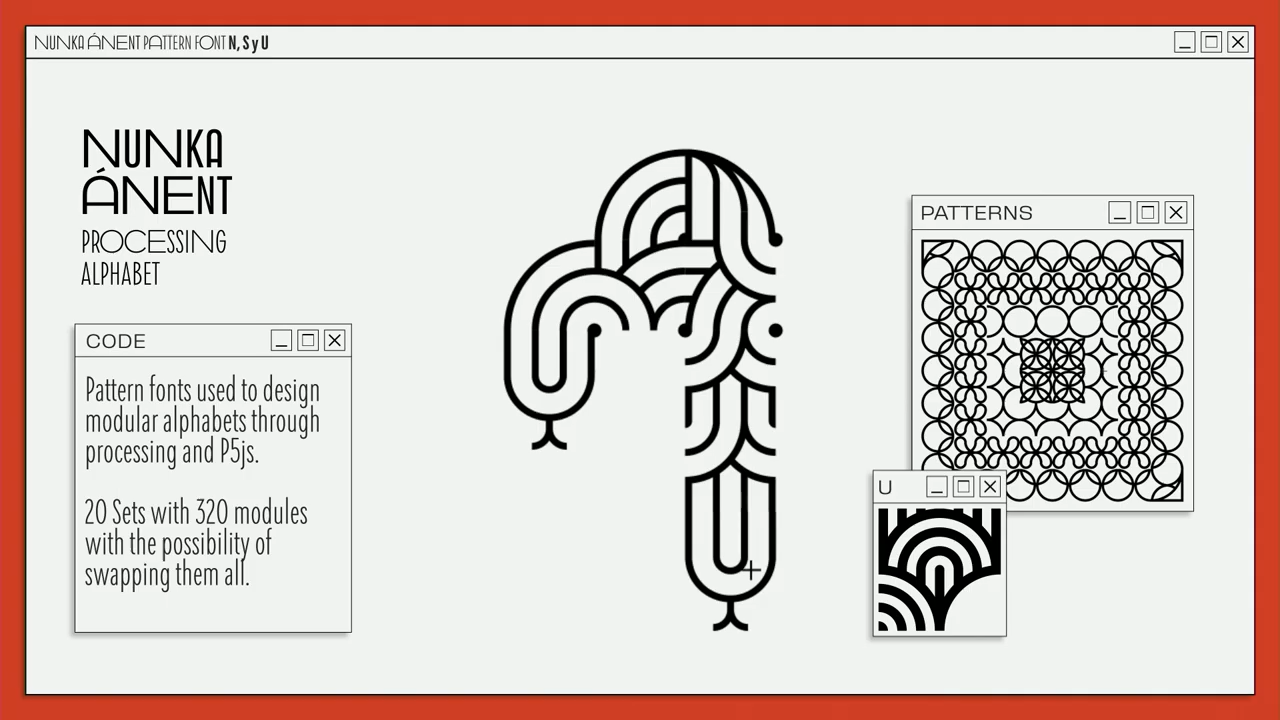 NUNKA ÁNENT PATTERN FONT N, S y U
NUNKA
ÁNENT
PROCESSING
ALPHABET
CODE
Pattern fonts used to design
modular alphabets through
processing and P5js.
20 Sets with 320 modules
with the possibility of
swapping them all.
PATTERNS
U